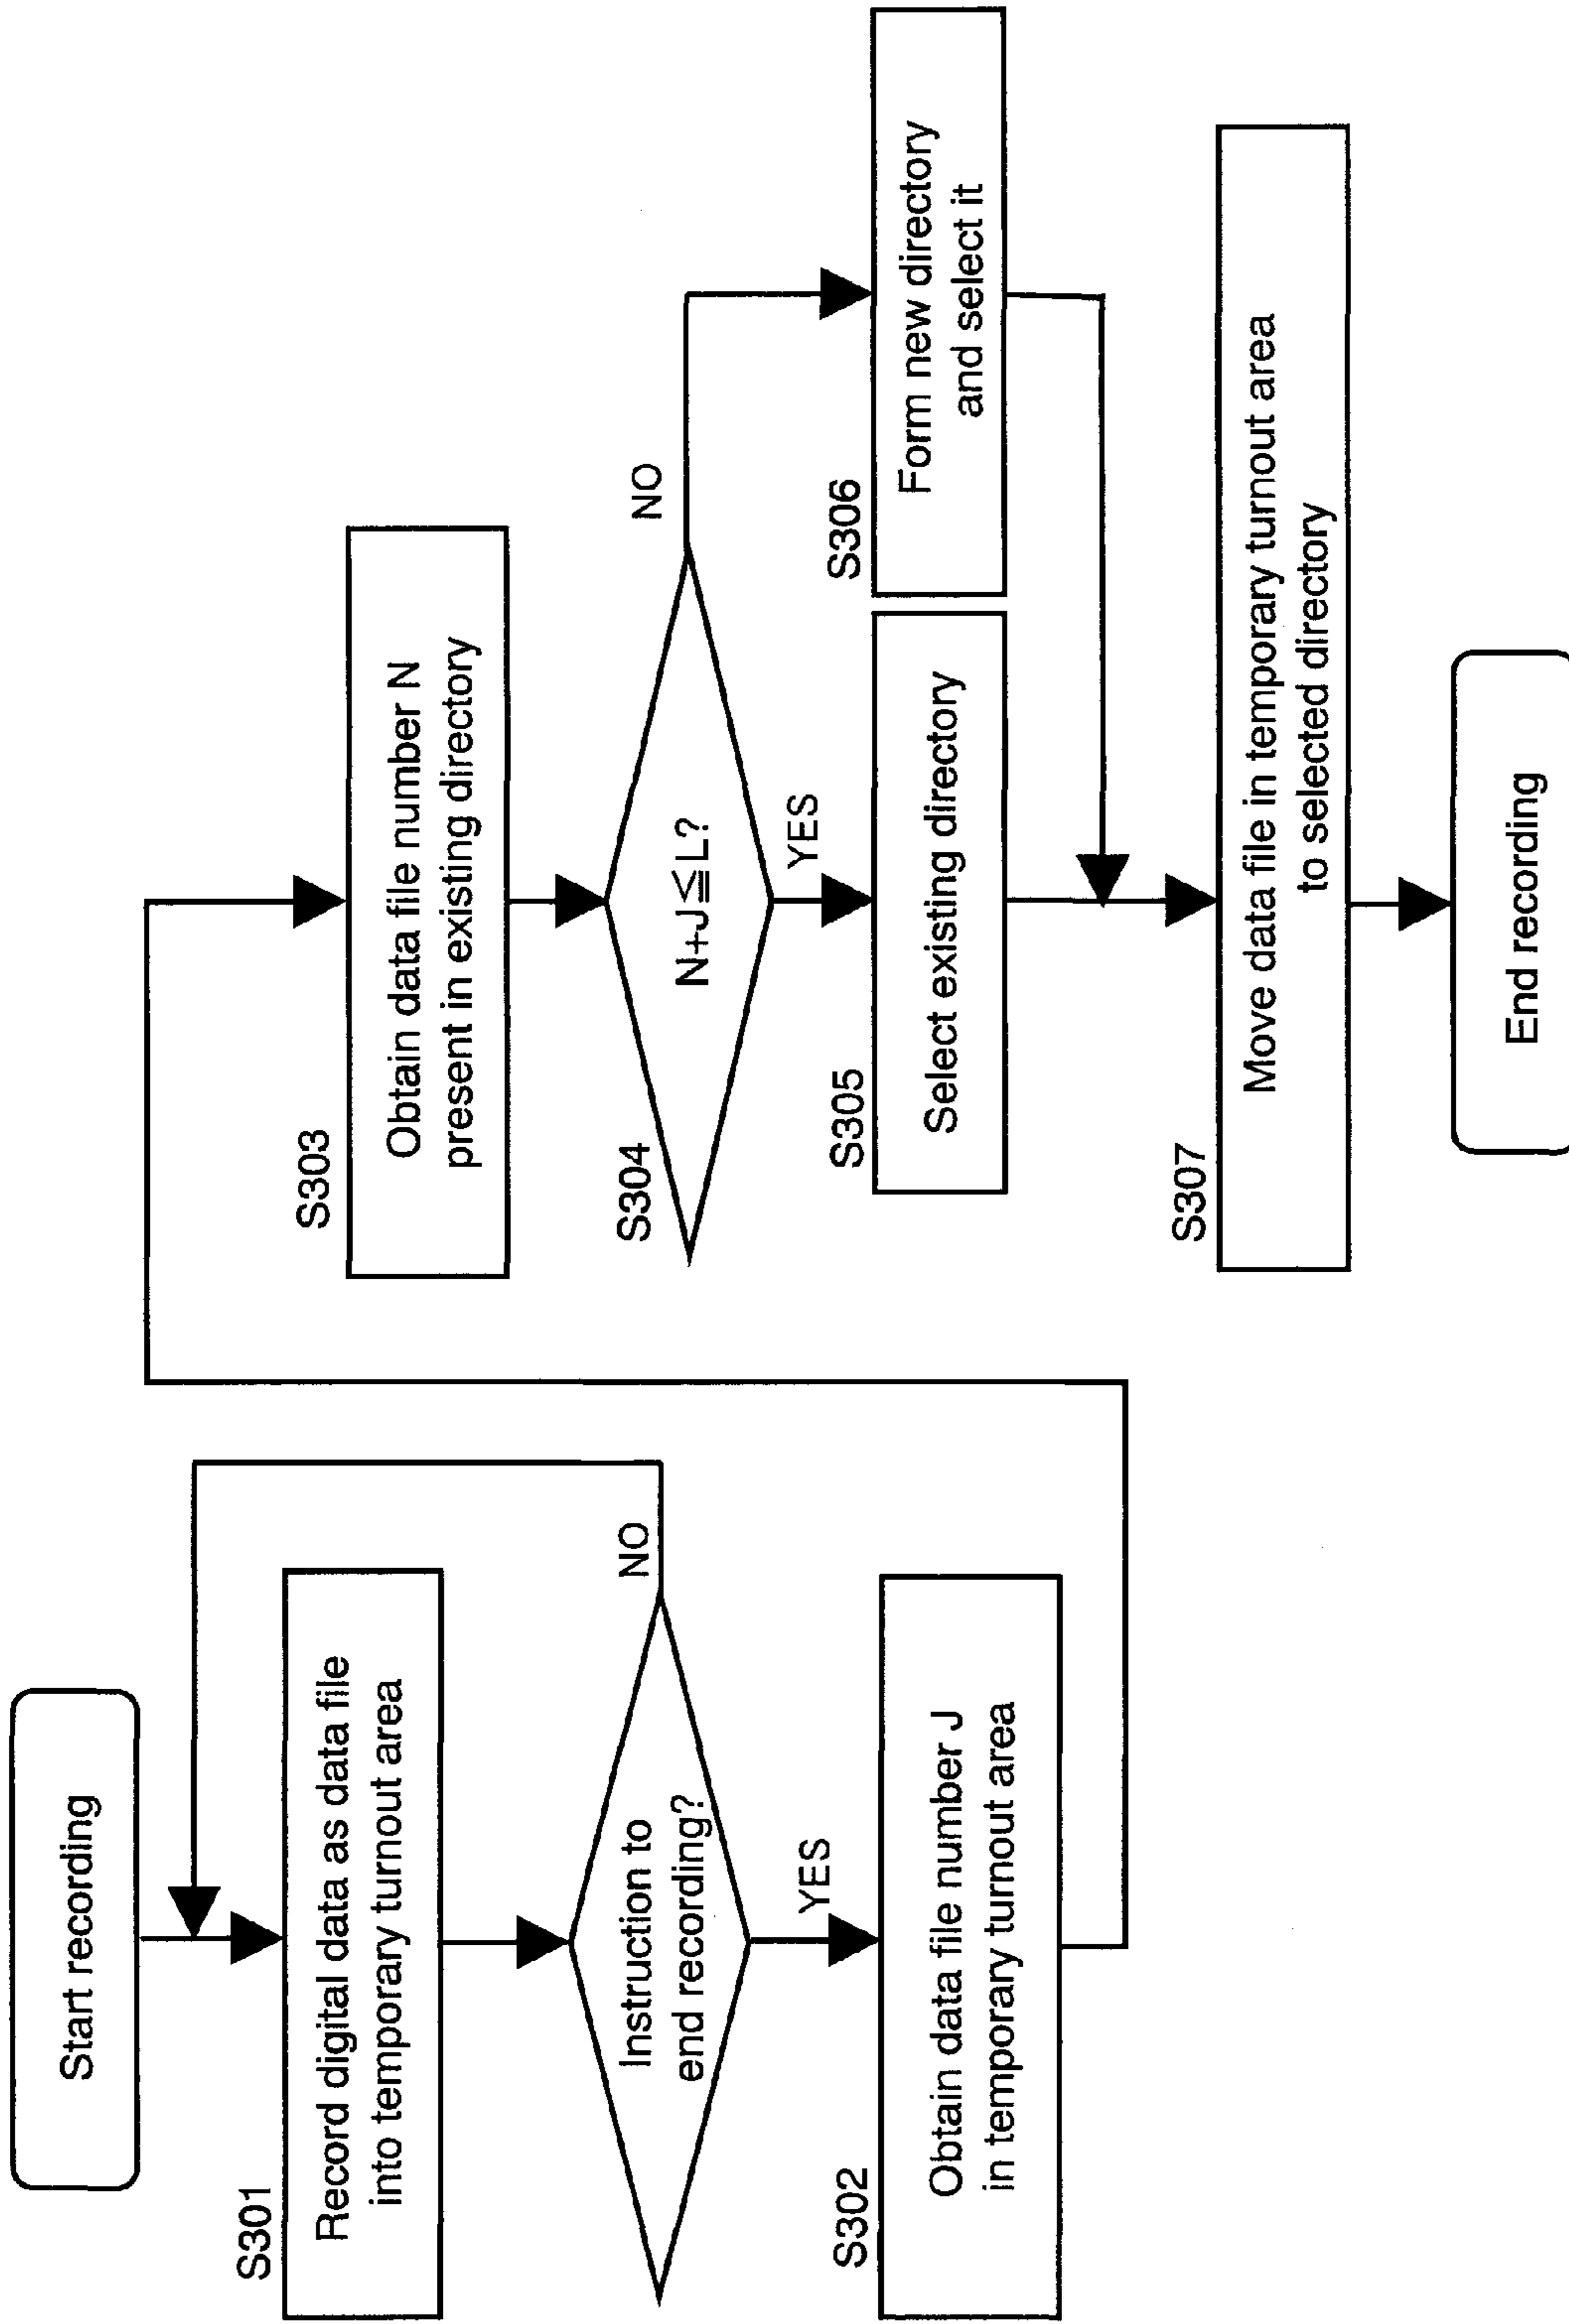 Start recording
S301
Record digital data as data file
into temporary turnout area
Instruction to
end recording?
NO
YES
S302
Obtain data file number J
in temporary turnout area
S303
Obtain data file number N
present in existing directory
S304
N+J≦L?
NO
YES
S305
Select existing directory
S306
Form new directory
and select it
S307
Move data file in temporary turnout area
to selected directory
End recording